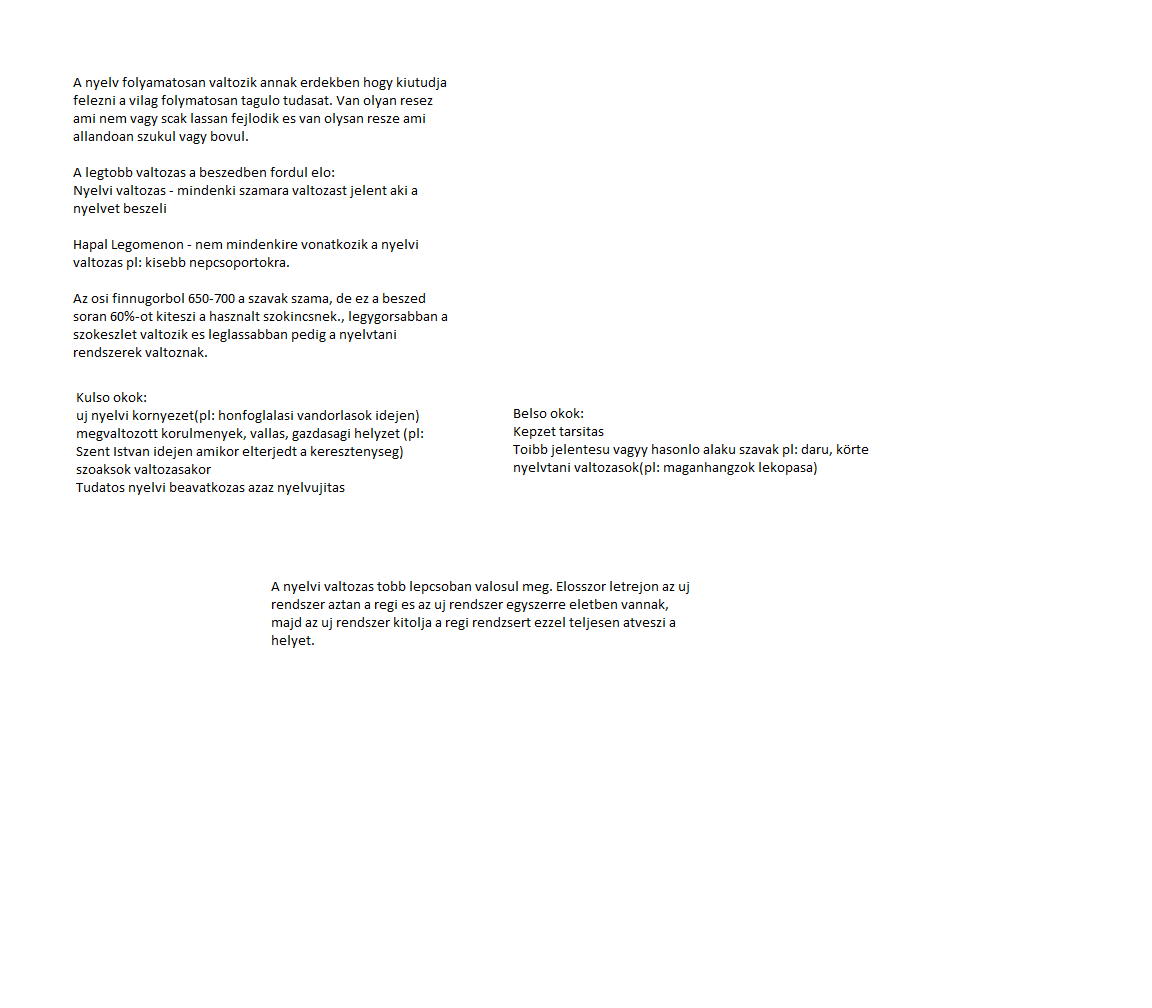 A nyelv folyamatosan valtozik annak erdekben hogy kiutudja
felezni a vilag folymatosan tagulo tudasat. Van olyan resez
ami nem vagy scak lassan fejlodik es van olysan resze ami
allandoan szukul vagy bovul.
A legtobb valtozas a beszedben fordul elo:
Nyelvi valtozas - mindenki szamara valtozast jelent aki a
nyelvet beszeli
Hapal Legomenon - nem mindenkire vonatkozik a nyelvi
valtozas pl: kisebb nepcsoportokra.
Az osi finnugorbol 650-700 a szavak szama, de ez a beszed
soran 60%-ot kiteszi a hasznalt szokincsnek., legygorsabban a
szokeszlet valtozik es leglassabban pedig a nyelvtani
rendszerek valtoznak.
Kulso okok:
uj nyelvi kornyezet(pl: honfoglalasi vandorlasok idejen)
megvaltozott korulmenyek, vallas, gazdasagi helyzet (pl:
Szent Istvan idejen amikor elterjedt a keresztenyseg)
szoaksok valtozasakor
Tudatos nyelvi beavatkozas azaz nyelvujitas
Belso okok:
Kepzet tarsitas
Toibb jelentesu vagyy hasonlo alaku szavak pl: daru, körte
nyelvtani valtozasok(pl: maganhangzok lekopasa)
A nyelvi valtozas tobb lepcsoban valosul meg. Elosszor letrejon az uj
rendszer aztan a regi es az uj rendszer egyszerre eletben vannak,
majd az uj rendszer kitolja a regi rendzsert ezzel teljesen atveszi a
helyet.